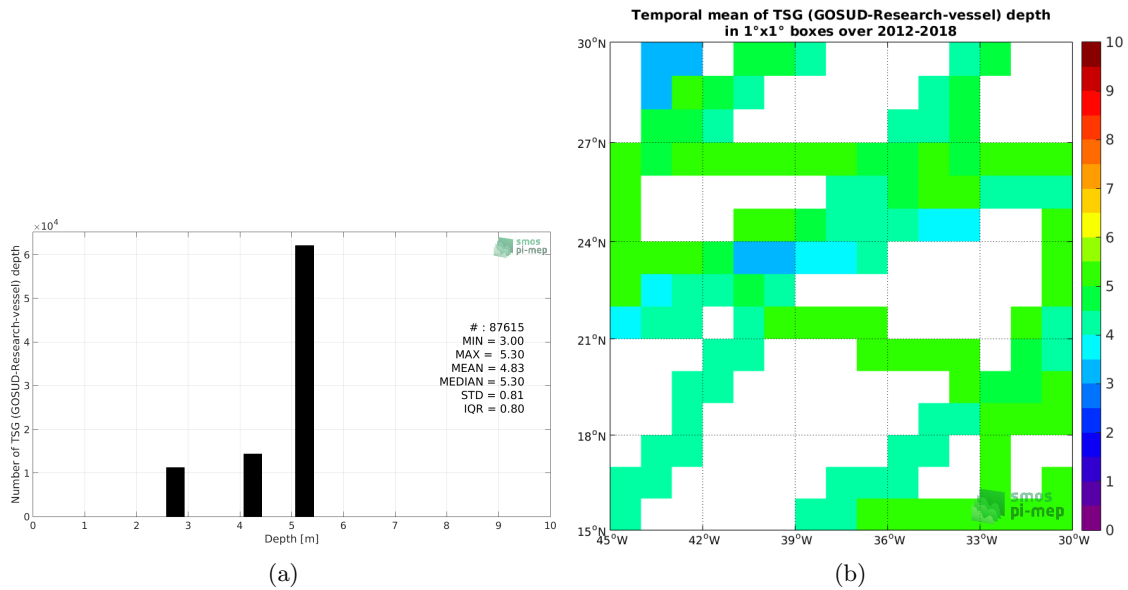 ×10⁴
6
5
4
3
2
1
0
Number of TSG (GOSUD-Research-vessel) depth
smos
pi-mep
# : 87615
MIN = 3.00
MAX = 5.30
MEAN = 4.83
MEDIAN = 5.30
STD = 0.81
IQR = 0.80
0 1 2 3 4 5 6 7 8 9 10
Depth [m]
(a)
Temporal mean of TSG (GOSUD-Research-vessel) depth
in 1°x1° boxes over 2012-2018
30°N
27°N
24°N
21°N
18°N
15°N
45°W 42°W 39°W 36°W 33°W 30°W
smos
pi-mep
10
9
8
7
6
5
4
3
2
1
0
(b)